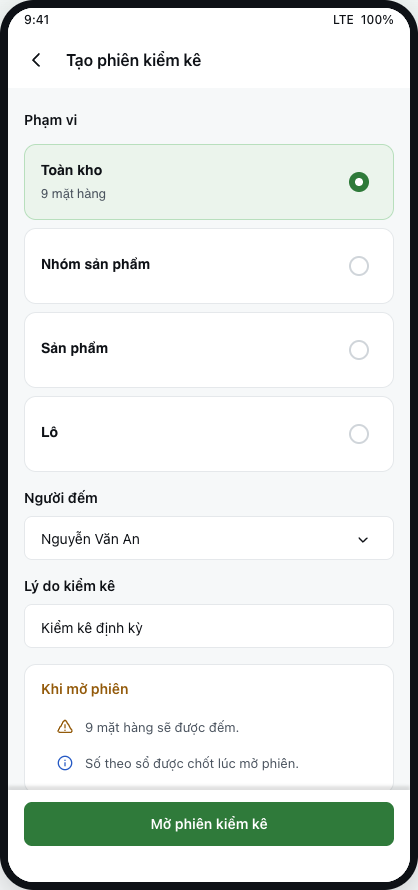 9:41
LTE 100%
Tạo phiên kiểm kê
Phạm vi
Toàn kho
9 mặt hàng
Nhóm sản phẩm
Sản phẩm
Lô
Người đếm
Nguyễn Văn An
Lý do kiểm kê
Kiểm kê định kỳ
Khi mở phiên
9 mặt hàng sẽ được đếm.
Số theo sổ được chốt lúc mở phiên.
Mở phiên kiểm kê